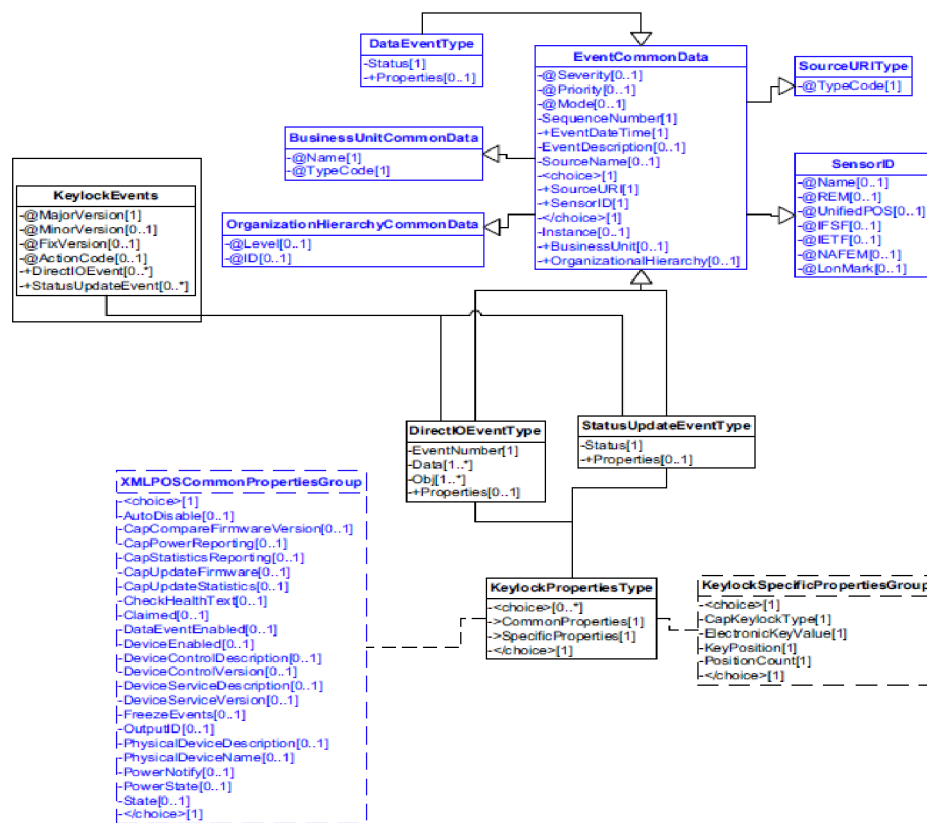 DataEventType
-Status[1]
-+Properties[0..1]
EventCommonData
-@Severity[0..1]
-@Priority[0..1]
-@Mode[0..1]
-SequenceNumber[1]
-+EventDateTime[1]
-EventDescription[0..1]
-SourceName[0..1]
-<choice>[1]
-+SourceURI[1]
-+SensorID[1]
-</choice>[1]
-Instance[0..1]
-+BusinessUnit[0..1]
-+OrganizationalHierarchy[0..1]
SourceURIType
-@TypeCode[1]
BusinessUnitCommonData
-@Name[1]
-@TypeCode[1]
SensorID
-@Name[0..1]
-@REM[0..1]
-@UnifiedPOS[0..1]
-@IFSF[0..1]
-@IETF[0..1]
-@NAFEM[0..1]
-@LonMark[0..1]
KeylockEvents
-@MajorVersion[1]
-@MinorVersion[0..1]
-@FixVersion[0..1]
-@ActionCode[0..1]
-+DirectIOEvent[0..*]
-+StatusUpdateEvent[0..*]
OrganizationHierarchyCommonData
-@Level[0..1]
-@ID[0..1]
DirectIOEventType
-EventNumber[1]
-Data[1..*]
-Obj[1..*]
-+Properties[0..1]
StatusUpdateEventType
-Status[1]
-+Properties[0..1]
XMLPOSCommonPropertiesGroup
-<choice>[1]
-AutoDisable[0..1]
-CapCompareFirmwareVersion[0..1]
-CapPowerReporting[0..1]
-CapStatisticsReporting[0..1]
-CapUpdateFirmware[0..1]
-CapUpdateStatistics[0..1]
-CheckHealthText[0..1]
-Claimed[0..1]
-DataEventEnabled[0..1]
-DeviceEnabled[0..1]
-DeviceControlDescription[0..1]
-DeviceControlVersion[0..1]
-DeviceServiceDescription[0..1]
-DeviceServiceVersion[0..1]
-FreezeEvents[0..1]
-OutputID[0..1]
-PhysicalDeviceDescription[0..1]
-PhysicalDeviceName[0..1]
-PowerNotify[0..1]
-PowerState[0..1]
-State[0..1]
-</choice>[1]
KeylockPropertiesType
-<choice>[0..*]
->CommonProperties[1]
->SpecificProperties[1]
-</choice>[1]
KeylockSpecificPropertiesGroup
-<choice>[1]
-CapKeylockType[1]
-ElectronicKeyValue[1]
-KeyPosition[1]
-PositionCount[1]
-</choice>[1]